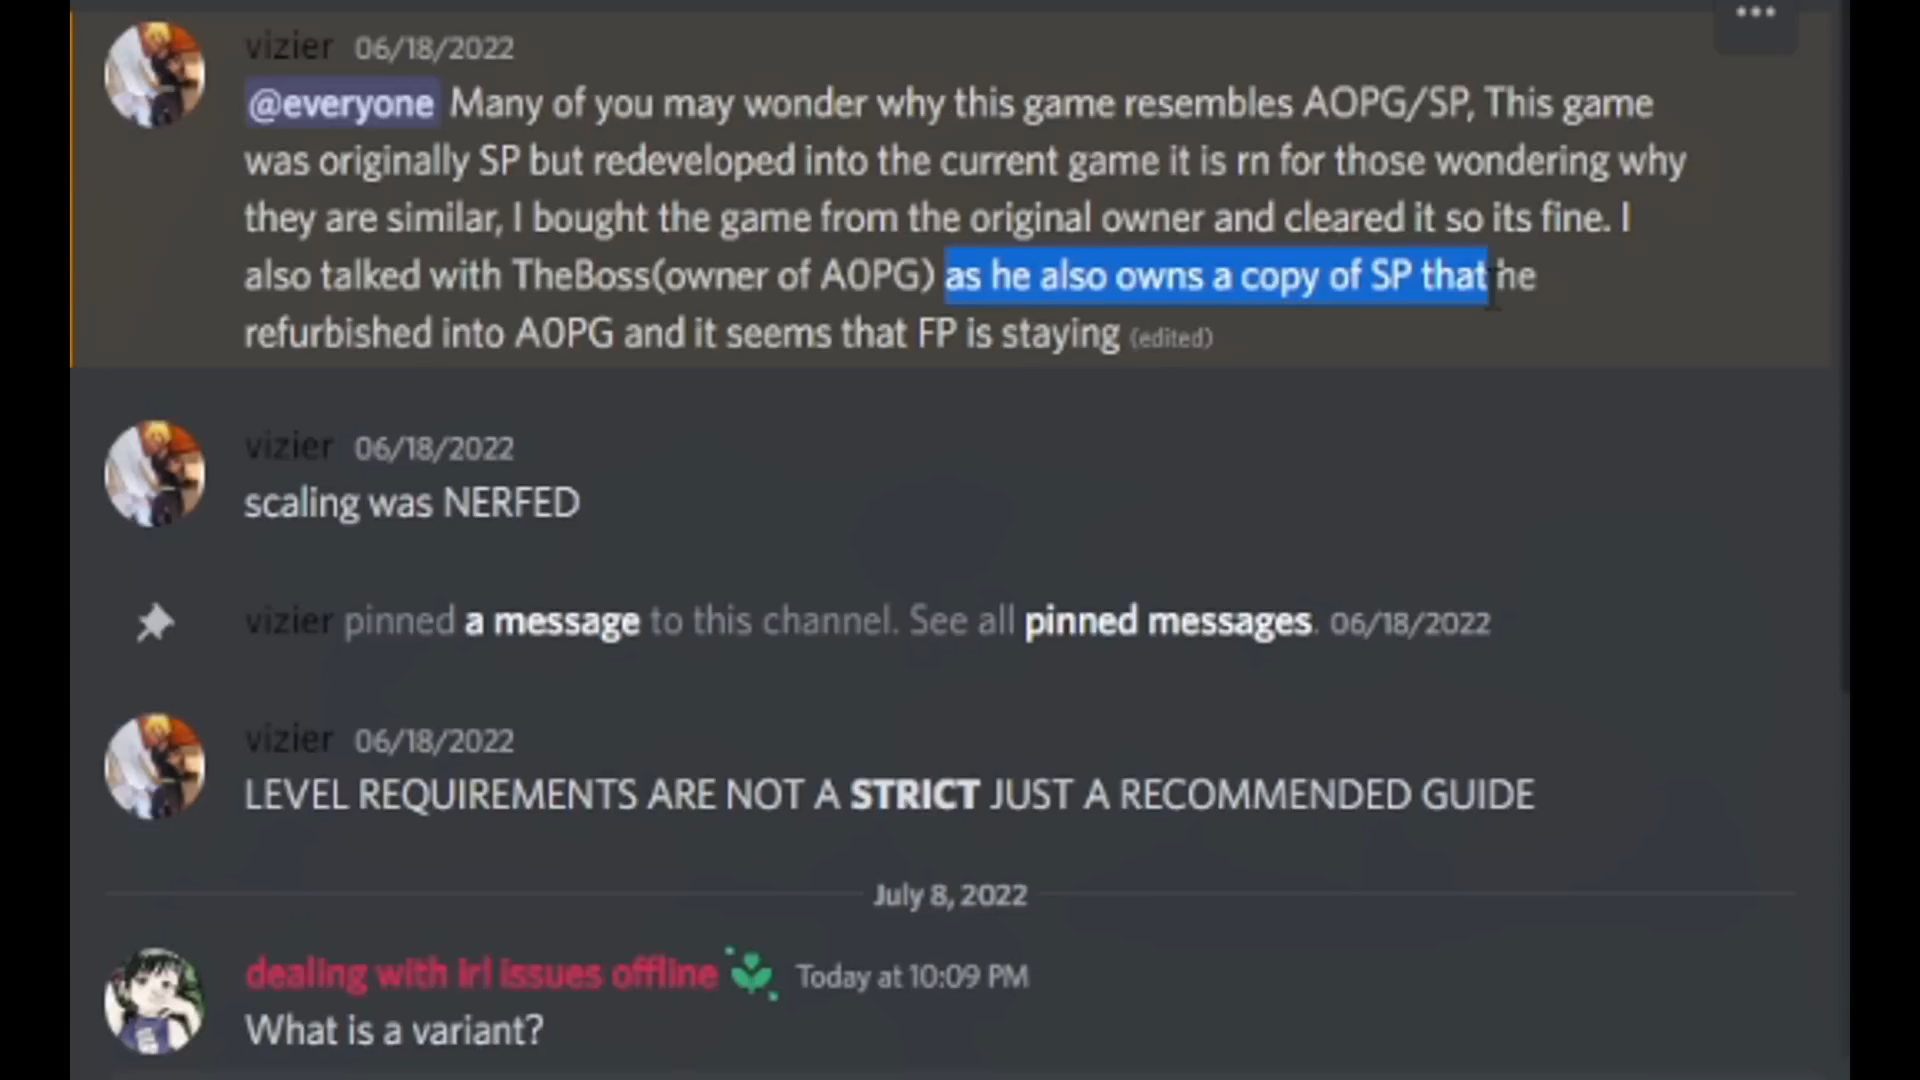 vizier 06/18/2022
@everyone Many of you may wonder why this game resembles AOPG/SP, This game
was originally SP but redeveloped into the current game it is rn for those wondering why
they are similar, I bought the game from the original owner and cleared it so its fine. I
also talked with TheBoss(owner of A0PG) as he also owns a copy of SP that he
refurbished into A0PG and it seems that FP is staying (edited)
vizier 06/18/2022
scaling was NERFED
vizier pinned a message to this channel. See all pinned messages. 06/18/2022
vizier 06/18/2022
LEVEL REQUIREMENTS ARE NOT A STRICT JUST A RECOMMENDED GUIDE
July 8, 2022
dealing with irl issues offline Today at 10:09 PM
What is a variant?